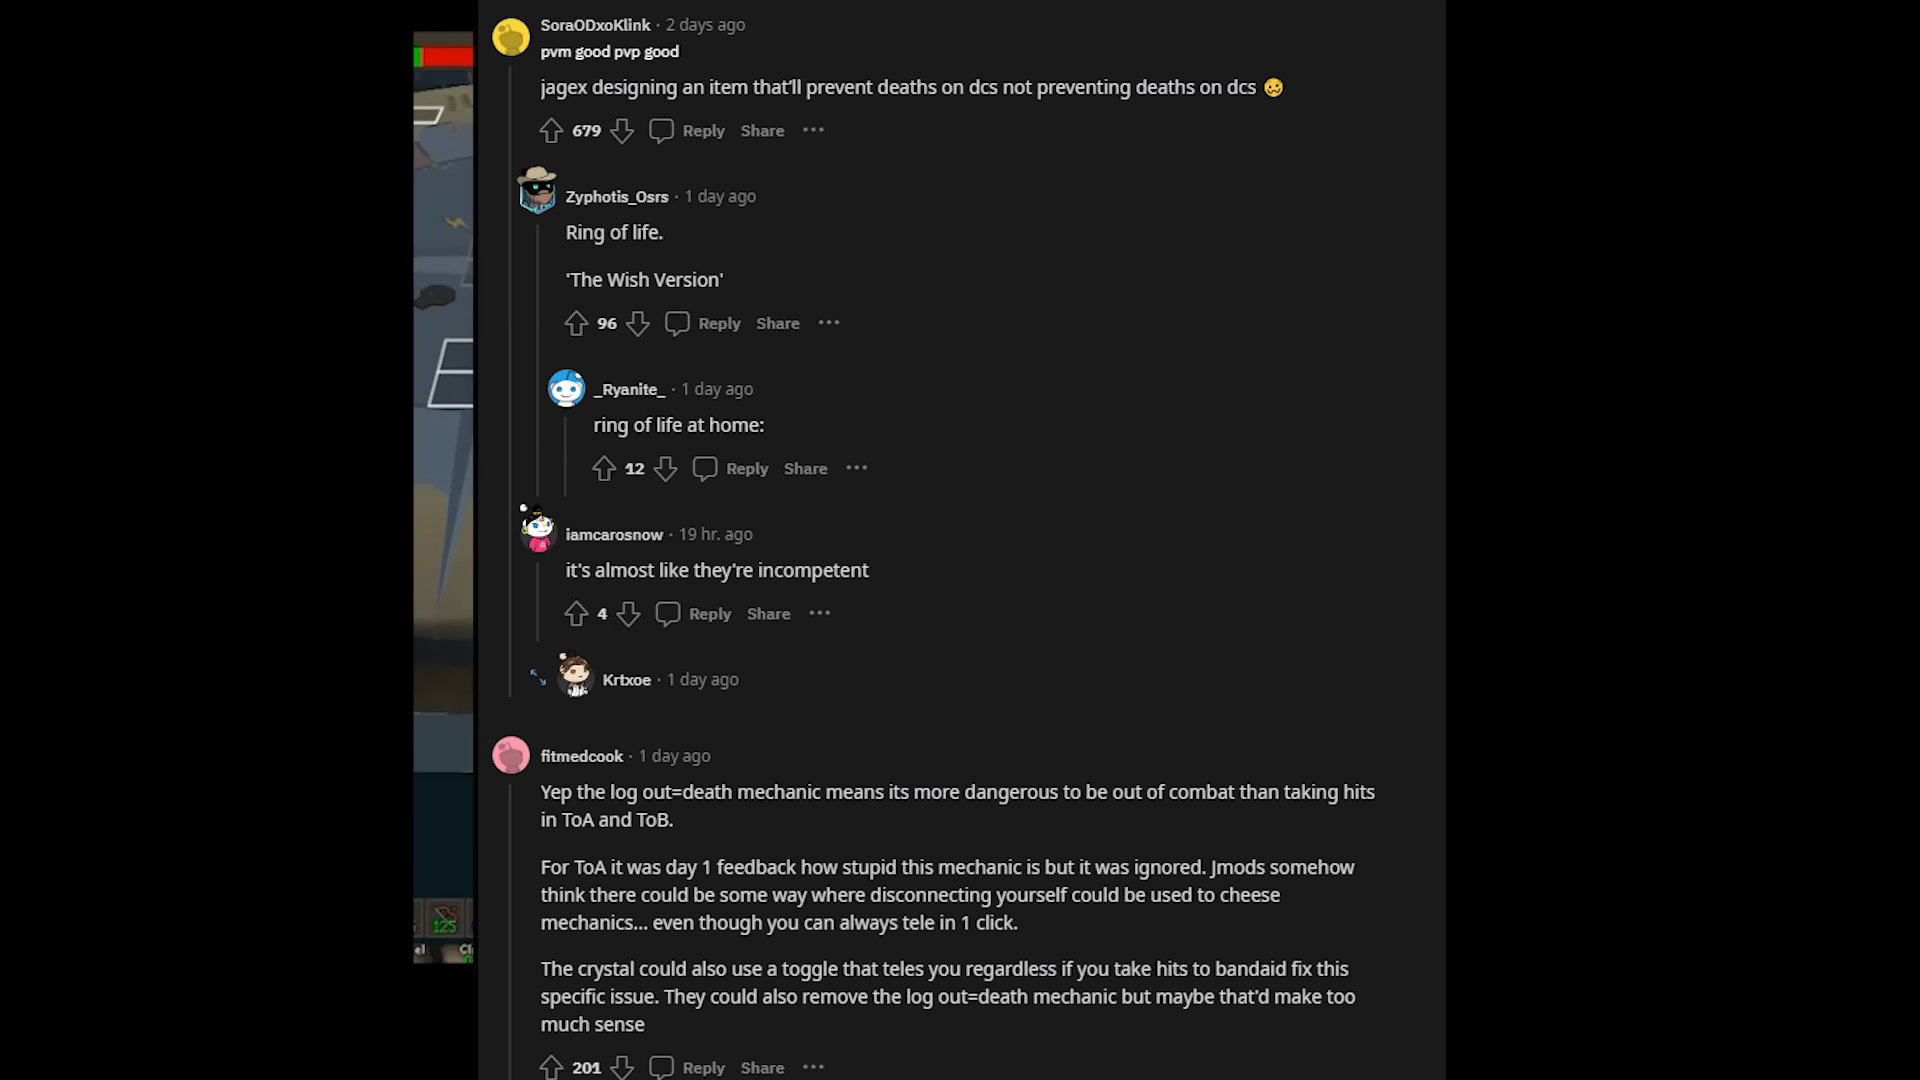 SoraODxoKlink · 2 days ago
pvm good pvp good
jagex designing an item that'll prevent deaths on dcs not preventing deaths on dcs 🥴
679 Reply Share ···
Zyphotis_Osrs · 1 day ago
Ring of life.
'The Wish Version'
96 Reply Share ···
_Ryanite_ · 1 day ago
ring of life at home:
12 Reply Share ···
iamcarosnow · 19 hr. ago
it's almost like they're incompetent
4 Reply Share ···
Krtxoe · 1 day ago
fitmedcook · 1 day ago
Yep the log out=death mechanic means its more dangerous to be out of combat than taking hits
in ToA and ToB.
For ToA it was day 1 feedback how stupid this mechanic is but it was ignored. Jmods somehow
think there could be some way where disconnecting yourself could be used to cheese
mechanics... even though you can always tele in 1 click.
The crystal could also use a toggle that teles you regardless if you take hits to bandaid fix this
specific issue. They could also remove the log out=death mechanic but maybe that'd make too
much sense
201 Reply Share ···
125